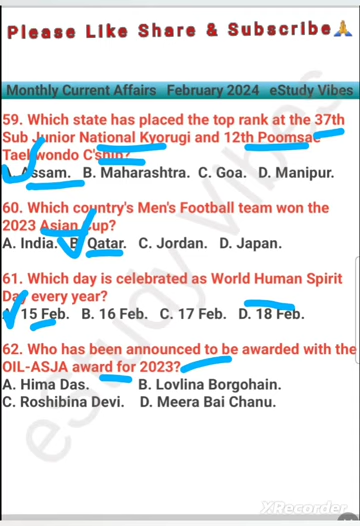 Please Like Share & Subscribe🙏
Monthly Current Affairs February 2024 eStudy Vibes
59. Which state has placed the top rank at the 37th
Sub Junior National Kyorugi and 12th Poomsae
Taekwondo C'ship?
A. Assam. B. Maharashtra. C. Goa. D. Manipur.
60. Which country's Men's Football team won the
2023 Asian Cup?
A. India. B. Qatar. C. Jordan. D. Japan.
61. Which day is celebrated as World Human Spirit
Day every year?
A. 15 Feb. B. 16 Feb. C. 17 Feb. D. 18 Feb.
62. Who has been announced to be awarded with the
OIL-ASJA award for 2023?
A. Hima Das. B. Lovlina Borgohain.
C. Roshibina Devi. D. Meera Bai Chanu.
eStudy Vibes
XRecorder